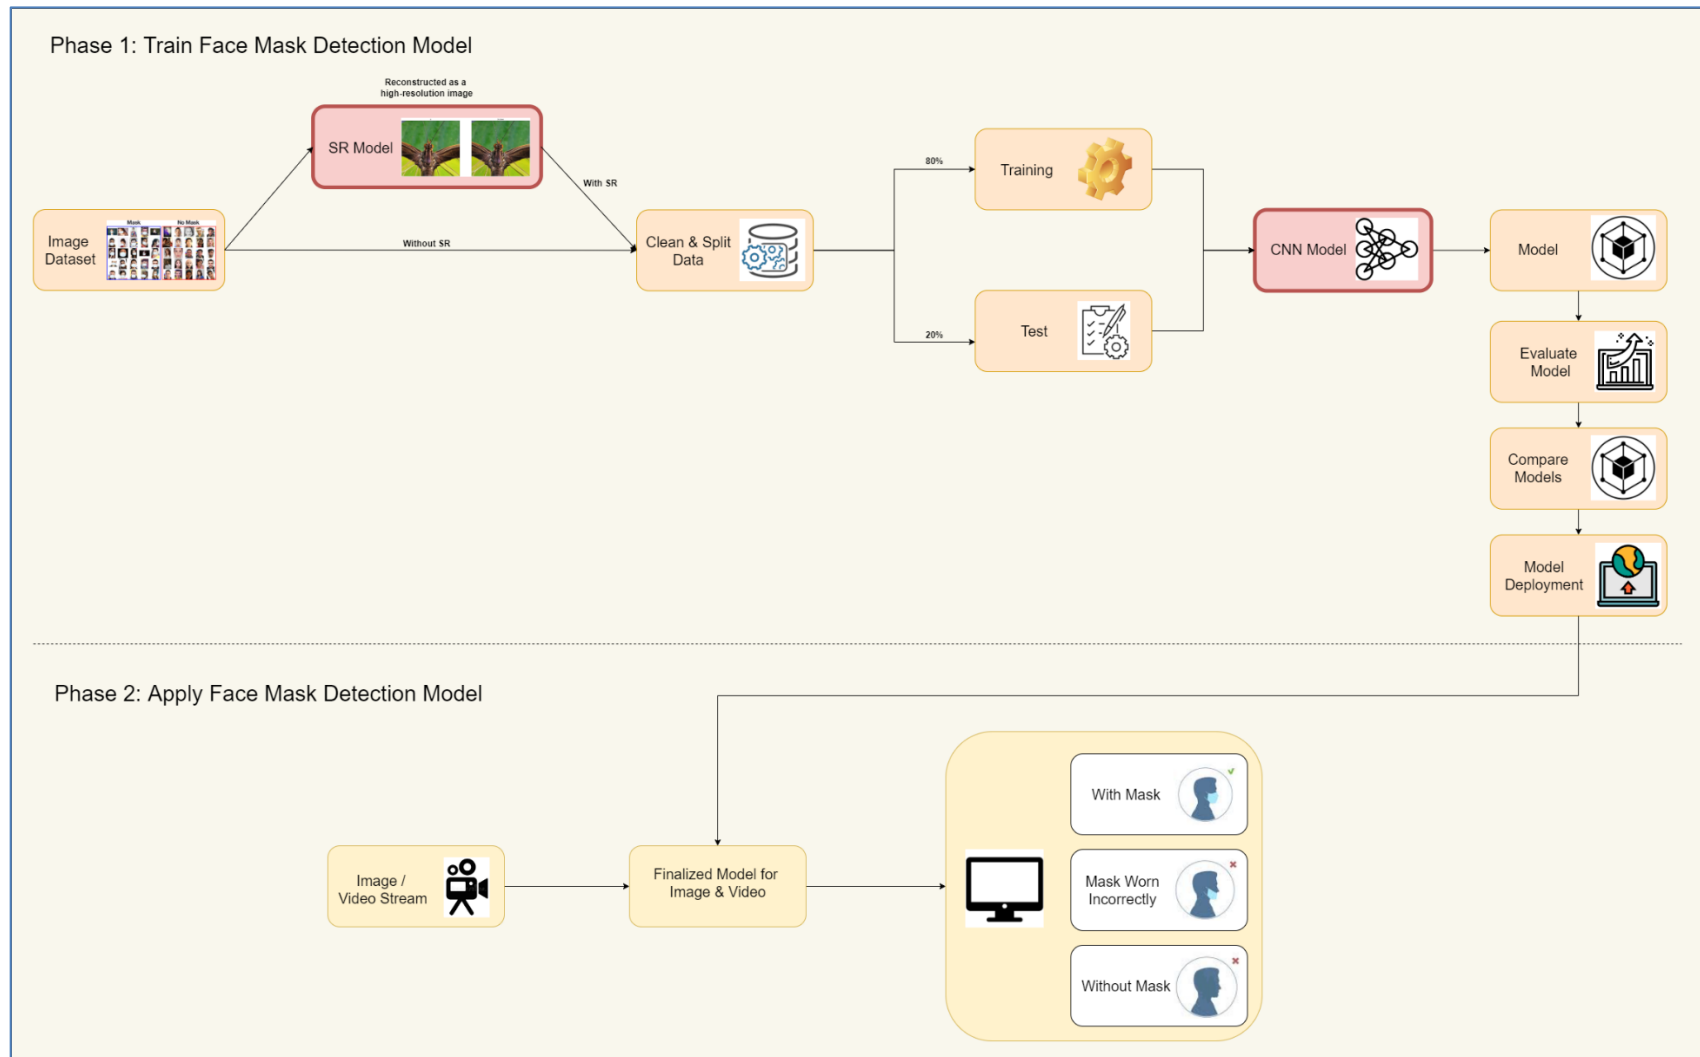 Phase 1: Train Face Mask Detection Model
Reconstructed as a
high-resolution image
SR Model
With SR
Image
Dataset
Mask
No Mask
Without SR
Clean & Split
Data
80%
Training
20%
Test
CNN Model
Model
Evaluate
Model
Compare
Models
Model
Deployment
Phase 2: Apply Face Mask Detection Model
Image /
Video Stream
Finalized Model for
Image & Video
With Mask
Mask Worn
Incorrectly
Without Mask